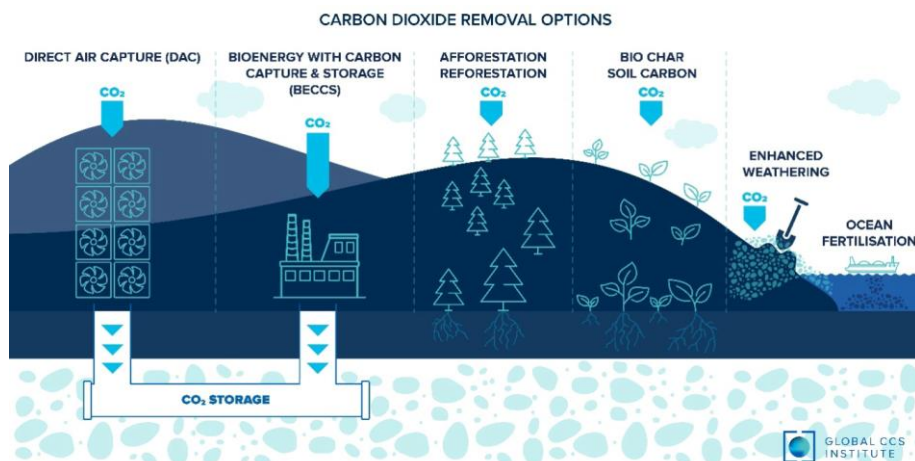 CARBON DIOXIDE REMOVAL OPTIONS
DIRECT AIR CAPTURE (DAC)
CO₂
BIOENERGY WITH CARBON
CAPTURE & STORAGE
(BECCS)
CO₂
AFFORESTATION
REFORESTATION
CO₂
BIO CHAR
SOIL CARBON
CO₂
ENHANCED
WEATHERING
CO₂
OCEAN
FERTILISATION
CO₂ STORAGE
GLOBAL CCS
INSTITUTE